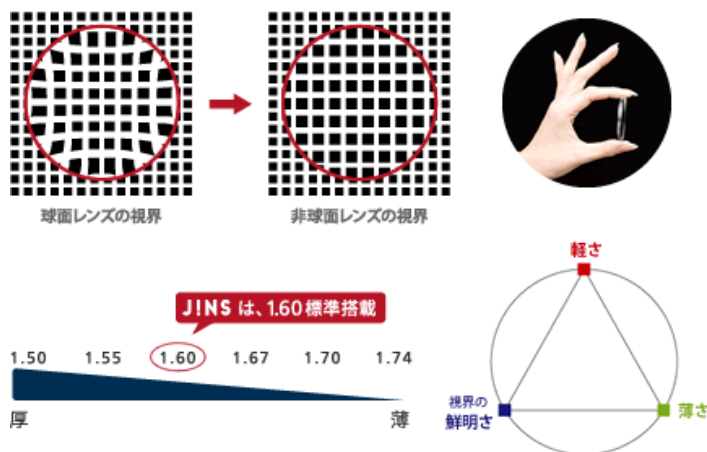 球面レンズの視界
非球面レンズの視界
J!NS は、1.60標準搭載
1.50 1.55 1.60 1.67 1.70 1.74
厚 薄
軽さ
視界の
鮮明さ
薄さ